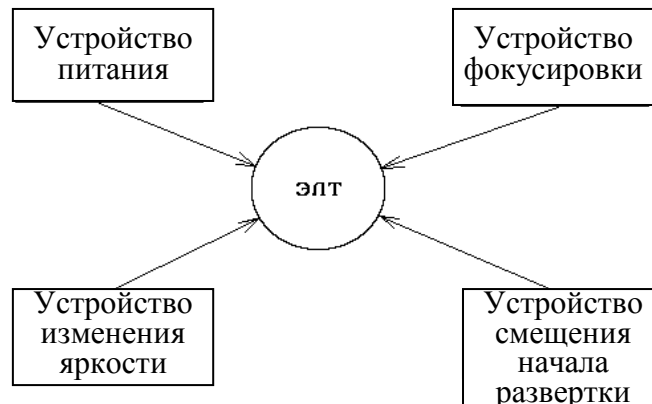 Устройство
питания
Устройство
фокусировки
ЭЛТ
Устройство
изменения
яркости
Устройство
смещения
начала
развертки